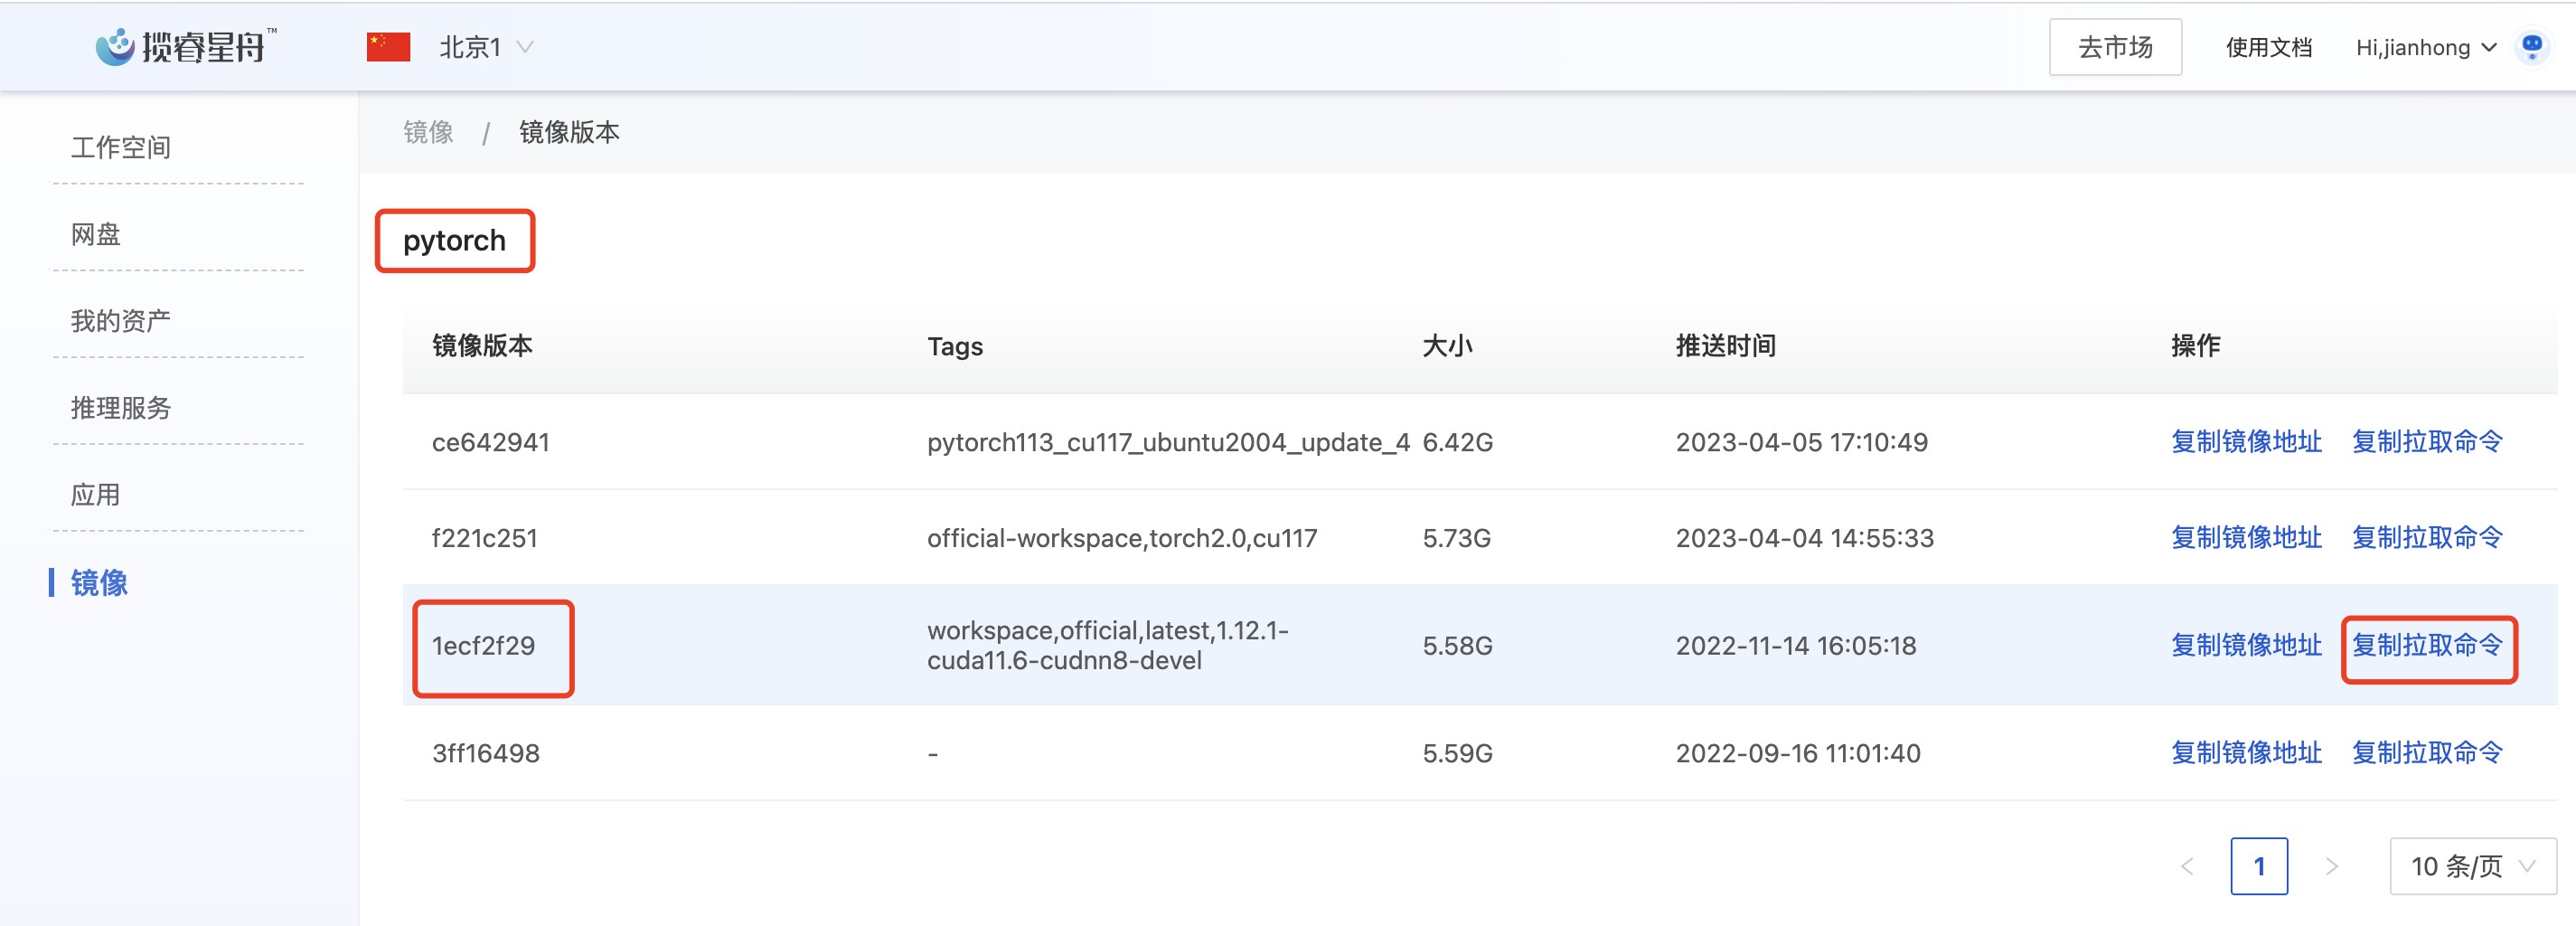 揽睿星舟™
北京1
去市场
使用文档
Hi,jianhong
工作空间
网盘
我的资产
推理服务
应用
镜像
镜像 / 镜像版本
pytorch
镜像版本 Tags 大小 推送时间 操作
ce642941 pytorch113_cu117_ubuntu2004_update_4 6.42G 2023-04-05 17:10:49 复制镜像地址 复制拉取命令
f221c251 official-workspace,torch2.0,cu117 5.73G 2023-04-04 14:55:33 复制镜像地址 复制拉取命令
1ecf2f29 workspace,official,latest,1.12.1-
cuda11.6-cudnn8-devel 5.58G 2022-11-14 16:05:18 复制镜像地址 复制拉取命令
3ff16498 - 5.59G 2022-09-16 11:01:40 复制镜像地址 复制拉取命令
< 1 > 10 条/页